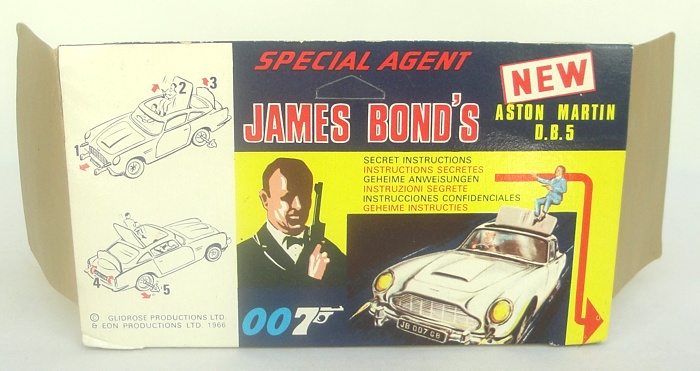 SPECIAL AGENT
JAMES BOND'S
NEW
ASTON MARTIN
D.B.5
SECRET INSTRUCTIONS
INSTRUCTIONS SECRETES
GEHEIME ANWEISUNGEN
INSTRUZIONI SEGRETE
INSTRUCCIONES CONFIDENCIALES
GEHEIME INSTRUCTIES
007
JB 007 GB
1
2
3
4
5
© GLIDROSE PRODUCTIONS LTD
& EON PRODUCTIONS LTD. 1966